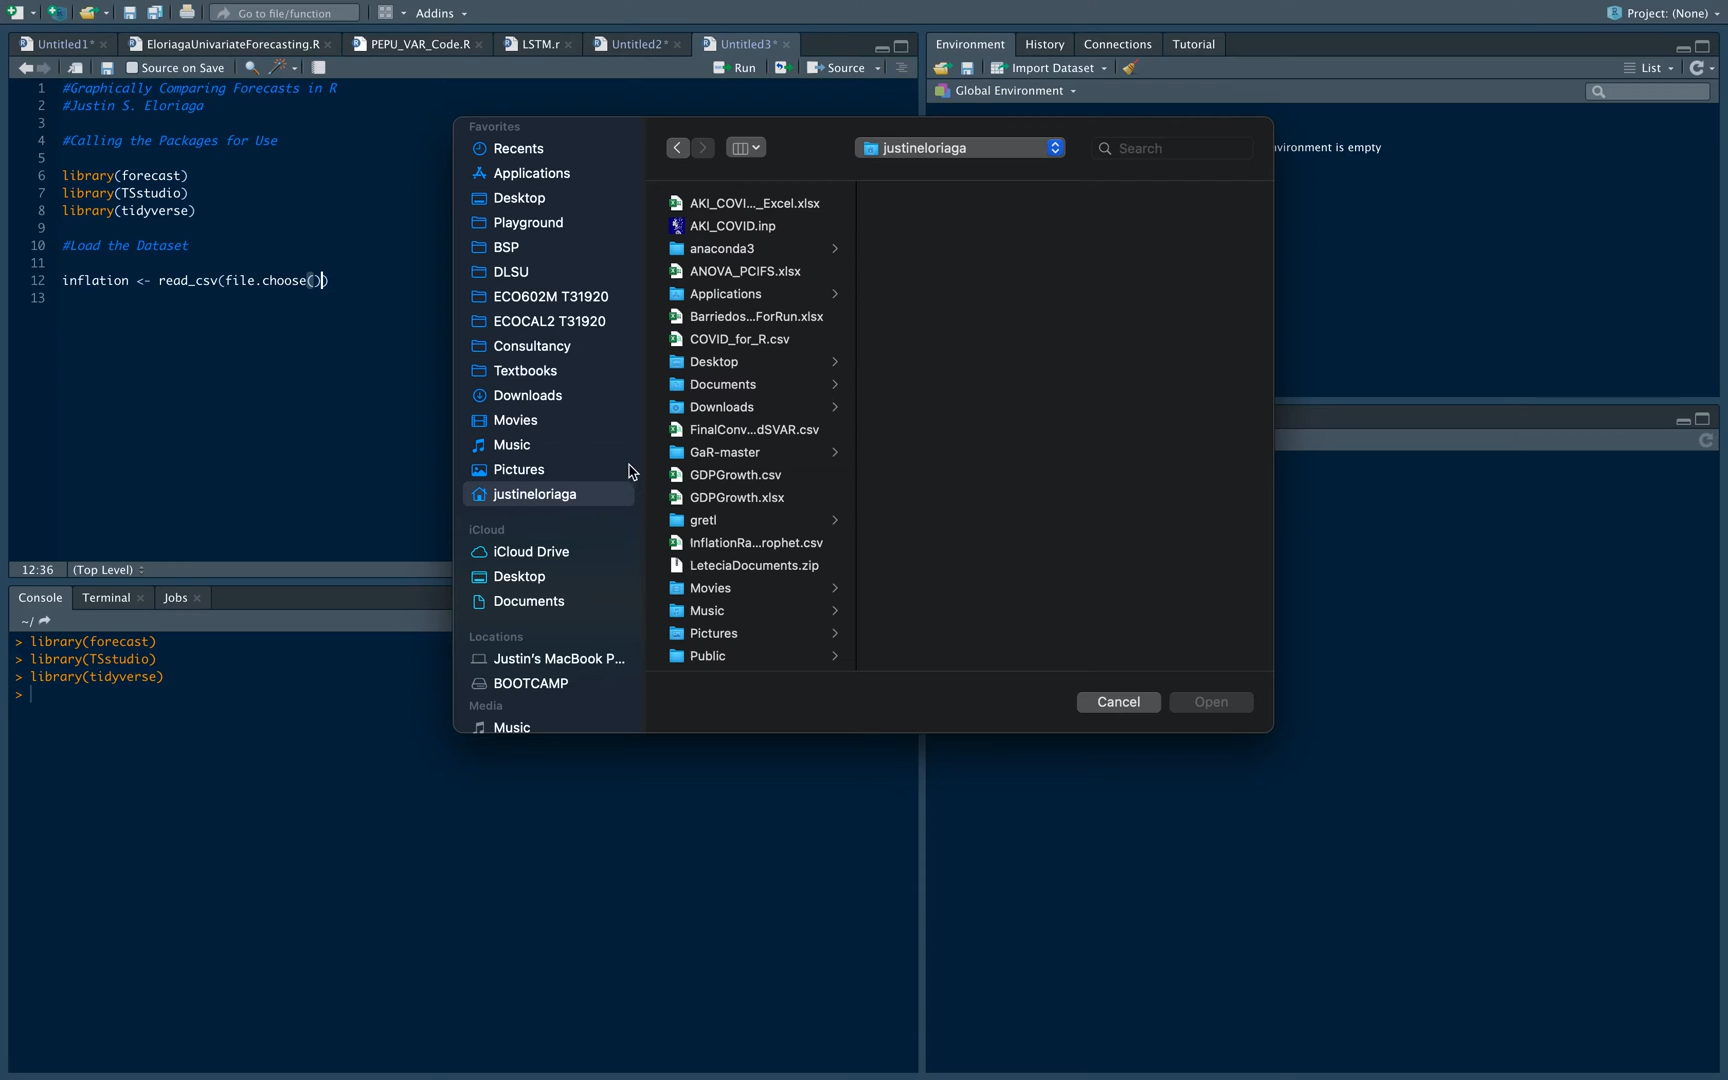 Go to file/function
Addins
Project: (None)
Untitled1*
EloriagaUnivariateForecasting.R
PEPU_VAR_Code.R
LSTM.r
Untitled2*
Untitled3*
Source on Save
Run
Source
1 #Graphically Comparing Forecasts in R
2 #Justin S. Eloriaga
3
4 #Calling the Packages for Use
5
6 library(forecast)
7 library(TSstudio)
8 library(tidyverse)
9
10 #Load the Dataset
11
12 inflation <- read_csv(file.choose())
13
12:36 (Top Level)
Console
Terminal
Jobs
~/
> library(forecast)
> library(TSstudio)
> library(tidyverse)
>
Favorites
Recents
Applications
Desktop
Playground
BSP
DLSU
ECO602M T31920
ECOCAL2 T31920
Consultancy
Textbooks
Downloads
Movies
Music
Pictures
justineloriaga
iCloud
iCloud Drive
Desktop
Documents
Locations
Justin's MacBook P...
BOOTCAMP
Media
Music
justineloriaga
Search
AKI_COVI..._Excel.xlsx
AKI_COVID.inp
anaconda3
ANOVA_PCIFS.xlsx
Applications
Barriedos...ForRun.xlsx
COVID_for_R.csv
Desktop
Documents
Downloads
FinalConv...dSVAR.csv
GaR-master
GDPGrowth.csv
GDPGrowth.xlsx
gretl
InflationRa...rophet.csv
LeteciaDocuments.zip
Movies
Music
Pictures
Public
Cancel
Open
Environment
History
Connections
Tutorial
Import Dataset
List
Global Environment
vironment is empty